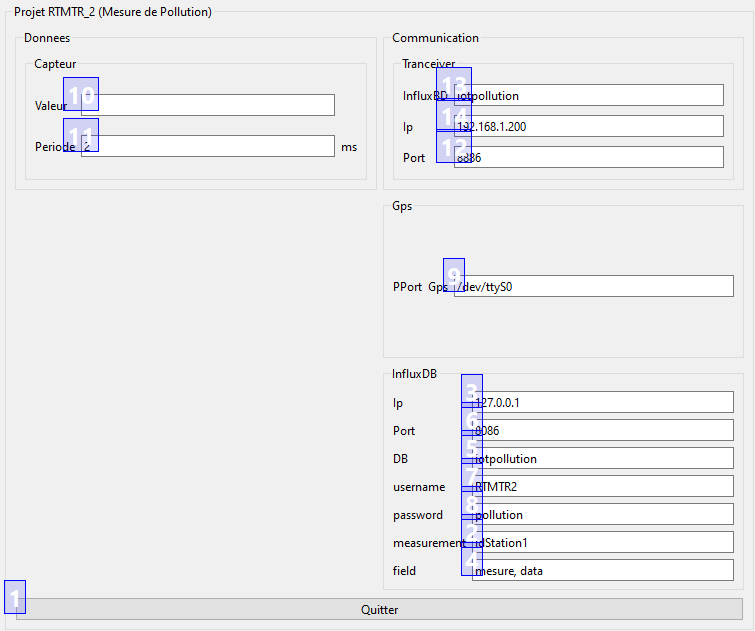 Projet RTMTR_2 (Mesure de Pollution)
Donnees
Capteur
Valeur 10
Periode 11 2 ms
Communication
Tranceiver
InfluxBD 13 iotpollution
Ip 14 192.168.1.200
Port 12 8886
Gps
PPort Gps 9 /dev/ttyS0
InfluxDB
Ip 3 127.0.0.1
Port 6 8086
DB 5 iotpollution
username 7 RTMTR2
password 8 pollution
measurement 2 idStation1
field 4 mesure, data
1 Quitter